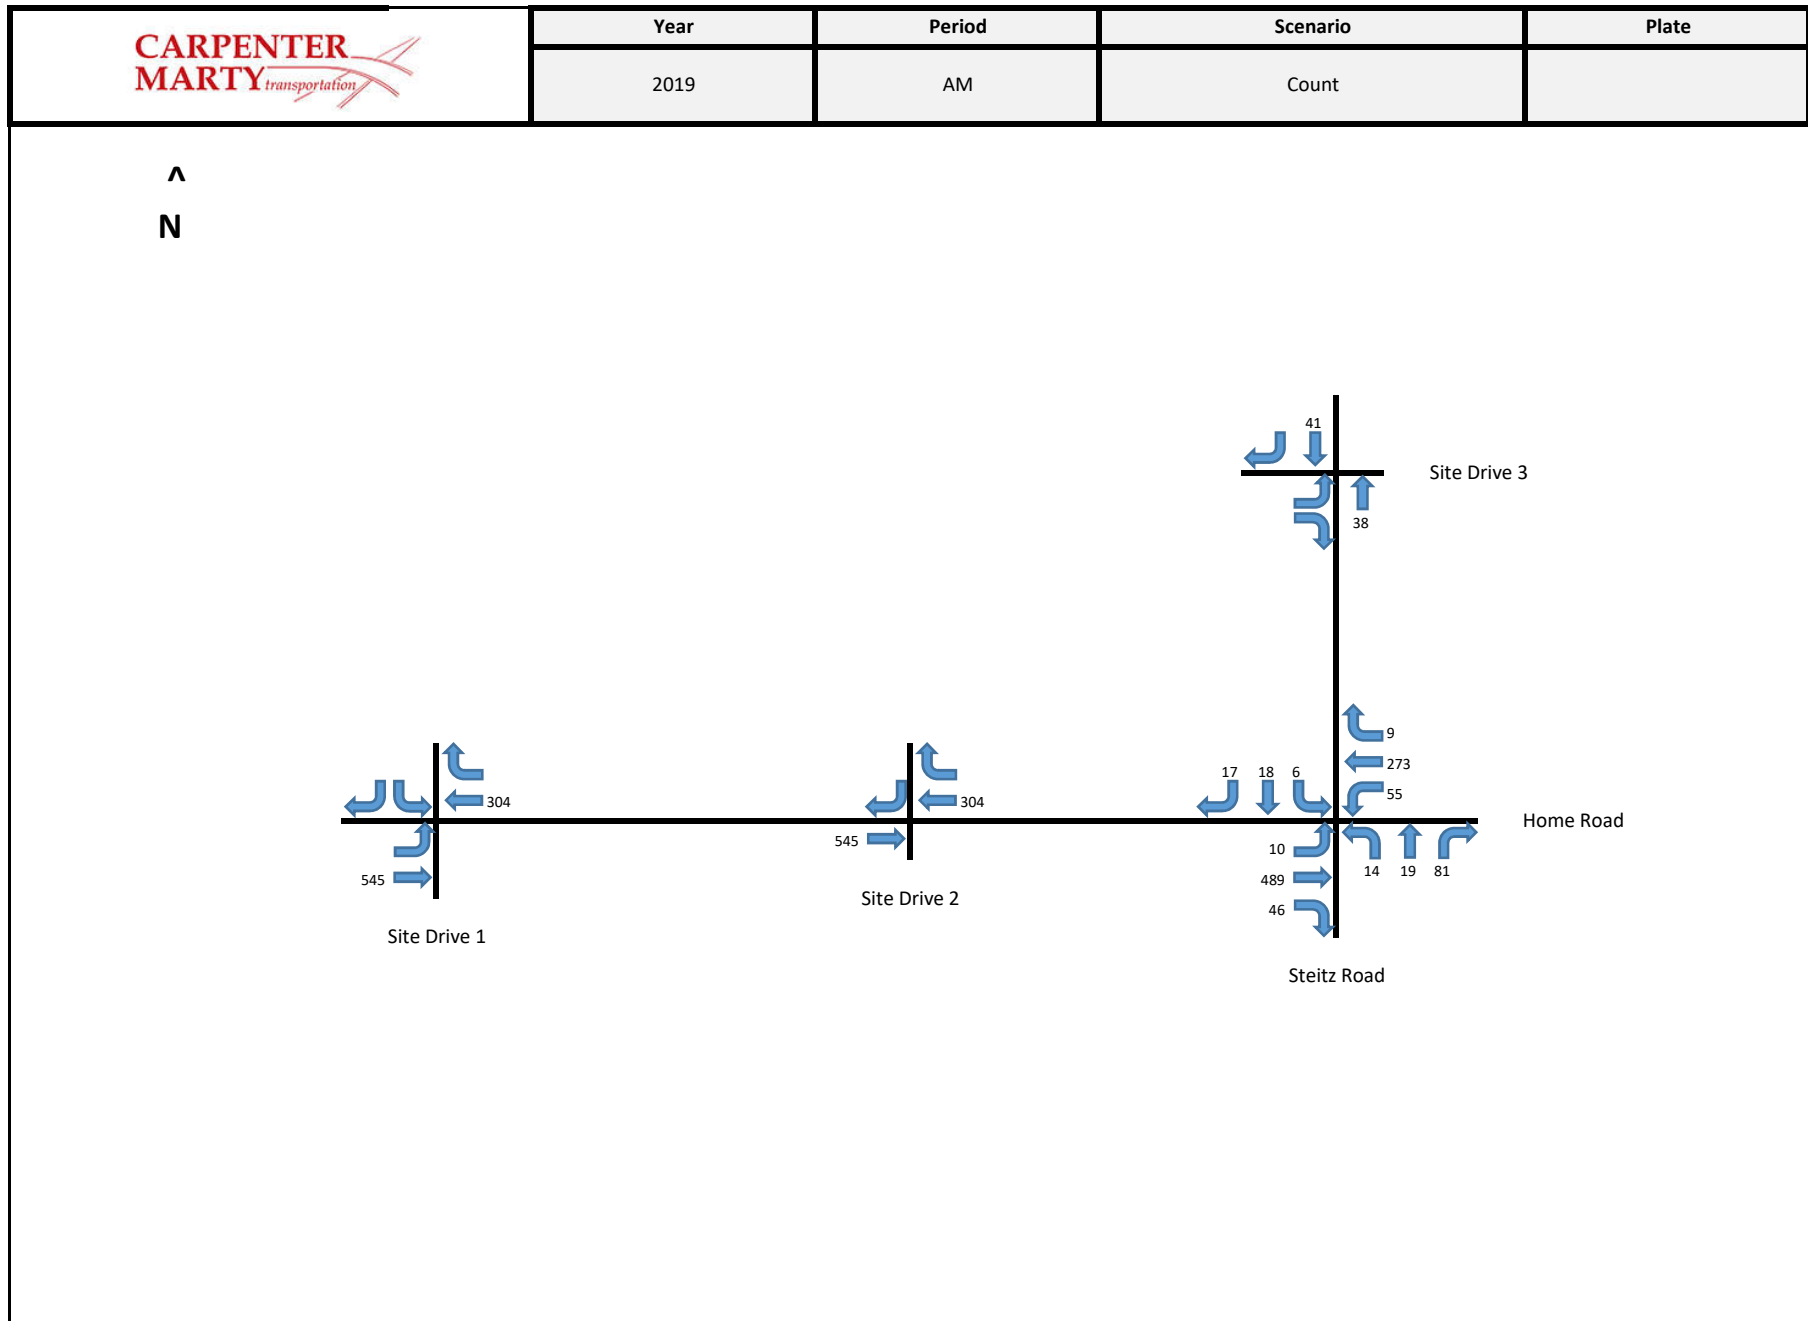 CARPENTER
MARTY transportation
Year Period Scenario Plate
2019 AM Count
^
N
41
Site Drive 3
38
9
273
55
17 18 6
304
304
Home Road
545
10
14 19 81
489
545
46
Site Drive 2
Site Drive 1
Steitz Road